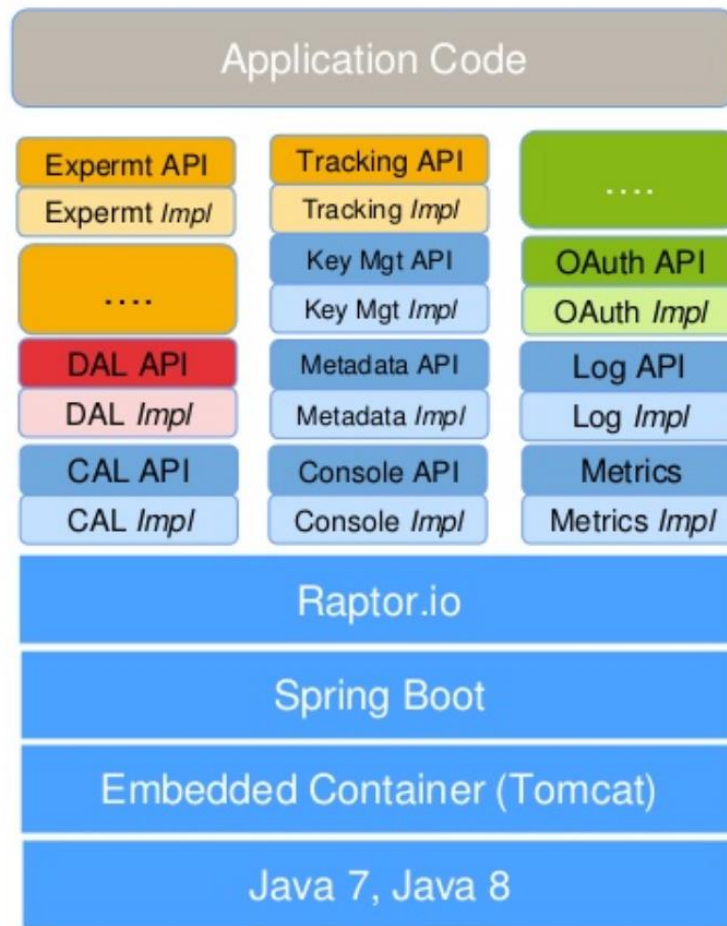 Application Code
Expermt API
Expermt Impl
....
DAL API
DAL Impl
CAL API
CAL Impl
Tracking API
Tracking Impl
Key Mgt API
Key Mgt Impl
Metadata API
Metadata Impl
Console API
Console Impl
....
OAuth API
OAuth Impl
Log API
Log Impl
Metrics
Metrics Impl
Raptor.io
Spring Boot
Embedded Container (Tomcat)
Java 7, Java 8